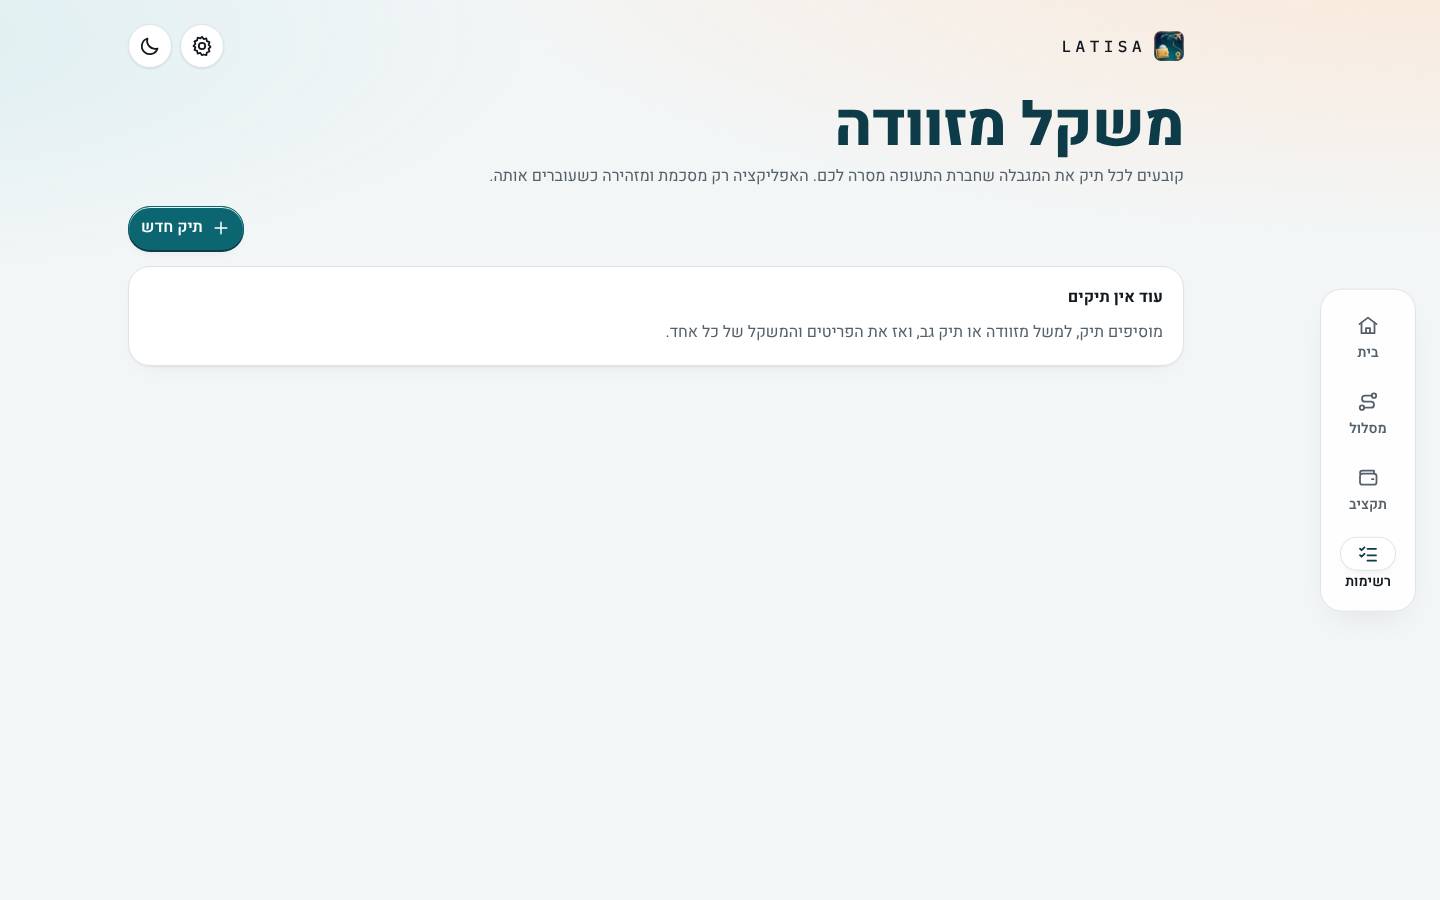 LATISA
משקל מזוודה
קובעים לכל תיק את המגבלה שחברת התעופה מסרה לכם. האפליקציה רק מסכמת ומזהירה כשעוברים אותה.
תיק חדש
עוד אין תיקים
מוסיפים תיק, למשל מזוודה או תיק גב, ואז את הפריטים והמשקל של כל אחד.
בית
מסלול
תקציב
רשימות